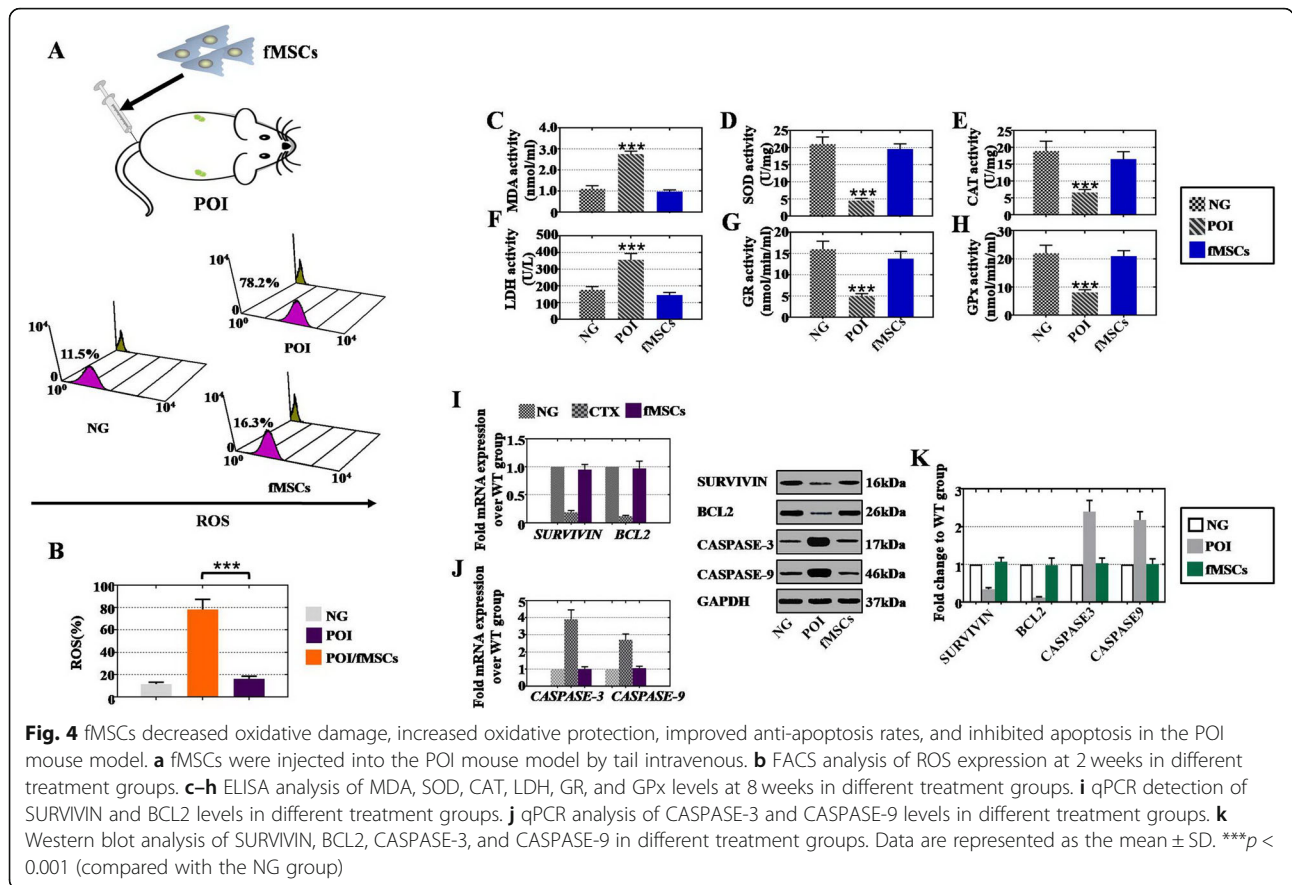 A
fMSCs
POI
10⁴
78.2%
0
10⁰
10⁴
POI
10⁴
11.5%
0
10⁰
10⁴
NG
10⁴
16.3%
0
10⁰
10⁴
fMSCs
ROS
B
***
ROS(%)
100
80
60
40
20
0
NG
POI
POI/fMSCs
C
MDA activity
(nmol/ml)
4.0
3.0
2.0
1.0
0
***
D
SOD activity
(U/mg)
25
20
15
10
5
0
***
E
CAT activity
(U/mg)
25
20
15
10
5
0
***
F
LDH activity
(U/L)
500
400
300
200
100
0
***
NG
POI
fMSCs
G
GR activity
(nmol/min/ml)
20
15
10
5
0
***
NG
POI
fMSCs
H
GPx activity
(nmol/min/ml)
30
20
10
0
***
NG
POI
fMSCs
NG
POI
fMSCs
I
NG CTX fMSCs
Fold mRNA expression
over WT group
1.5
1.0
0.5
0
SURVIVIN BCL2
J
Fold mRNA expression
over WT group
5
4
3
2
1
0
CASPASE-3 CASPASE-9
SURVIVIN 16kDa
BCL2 26kDa
CASPASE-3 17kDa
CASPASE-9 46kDa
GAPDH 37kDa
NG POI fMSCs
K
Fold change to WT group
3
2
1
0
SURVIVIN
BCL2
CASPASE3
CASPASE9
NG
POI
fMSCs
Fig. 4 fMSCs decreased oxidative damage, increased oxidative protection, improved anti-apoptosis rates, and inhibited apoptosis in the POI
mouse model. a fMSCs were injected into the POI mouse model by tail intravenous. b FACS analysis of ROS expression at 2 weeks in different
treatment groups. c–h ELISA analysis of MDA, SOD, CAT, LDH, GR, and GPx levels at 8 weeks in different treatment groups. i qPCR detection of
SURVIVIN and BCL2 levels in different treatment groups. j qPCR analysis of CASPASE-3 and CASPASE-9 levels in different treatment groups. k
Western blot analysis of SURVIVIN, BCL2, CASPASE-3, and CASPASE-9 in different treatment groups. Data are represented as the mean ± SD. ***p <
0.001 (compared with the NG group)